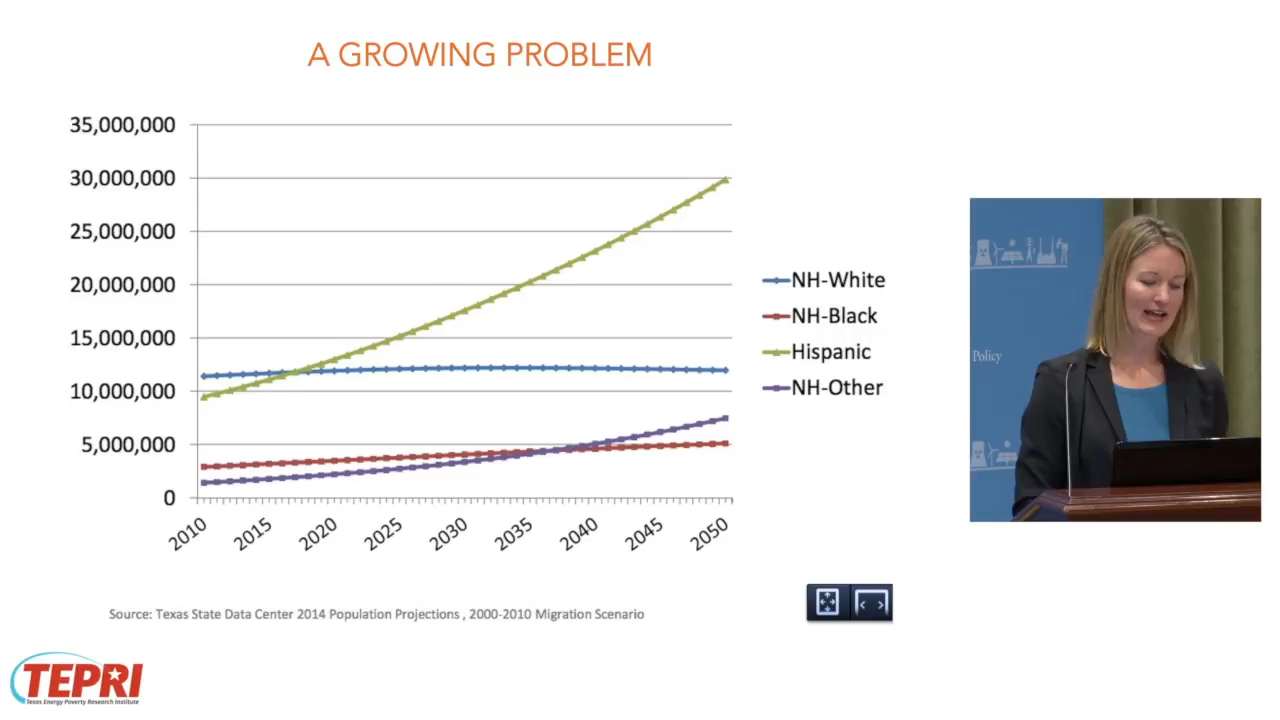 A GROWING PROBLEM
35,000,000
30,000,000
25,000,000
20,000,000
15,000,000
10,000,000
5,000,000
0
2010
2015
2020
2025
2030
2035
2040
2045
2050
NH-White
NH-Black
Hispanic
NH-Other
Policy
Source: Texas State Data Center 2014 Population Projections , 2000-2010 Migration Scenario
TEPRI
Texas Energy Poverty Research Institute